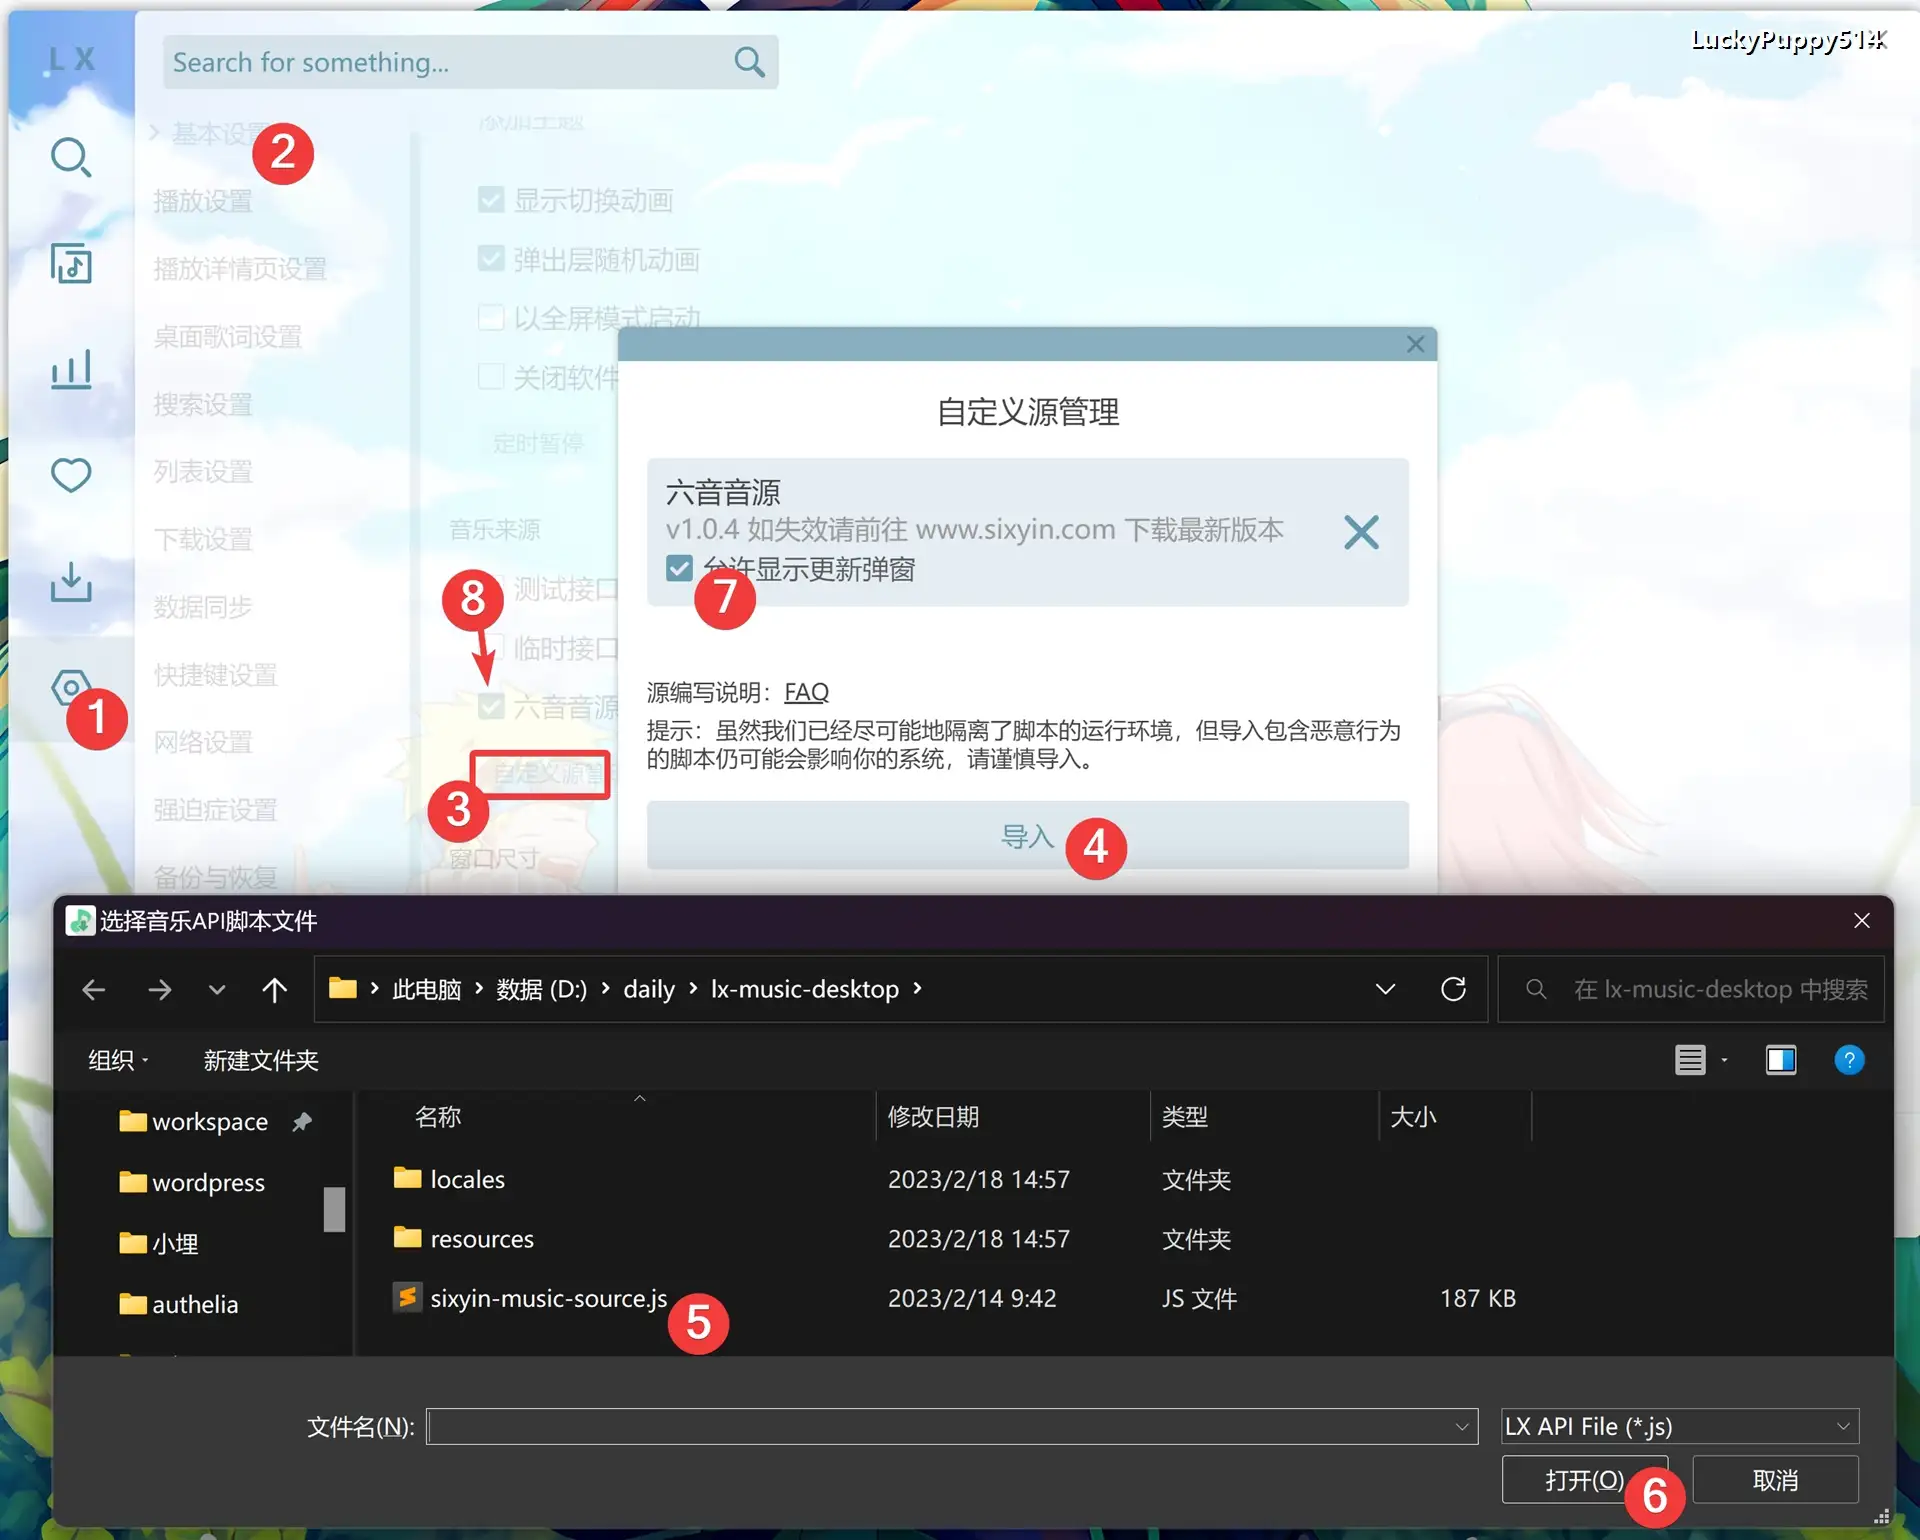 LX
Search for something...
LuckyPuppy514
基本设置
播放设置
播放详情页设置
桌面歌词设置
搜索设置
列表设置
下载设置
数据同步
快捷键设置
网络设置
强迫症设置
备份与恢复
添加主题
显示切换动画
弹出层随机动画
以全屏模式启动
关闭软件
定时暂停
音乐来源
测试接口
临时接口
六音音源
自定义源管
窗口尺寸
1
2
3
8
自定义源管理
六音音源
v1.0.4 如失效请前往 www.sixyin.com 下载最新版本
允许显示更新弹窗
7
源编写说明：FAQ
提示：虽然我们已经尽可能地隔离了脚本的运行环境，但导入包含恶意行为
的脚本仍可能会影响你的系统，请谨慎导入。
导入
4
选择音乐API脚本文件
此电脑 > 数据 (D:) > daily > lx-music-desktop >
在 lx-music-desktop 中搜索
组织
新建文件夹
workspace
wordpress
小埋
authelia
名称 修改日期 类型 大小
locales 2023/2/18 14:57 文件夹
resources 2023/2/18 14:57 文件夹
sixyin-music-source.js 2023/2/14 9:42 JS 文件 187 KB
5
文件名(N):
LX API File (*.js)
打开(O)
6
取消